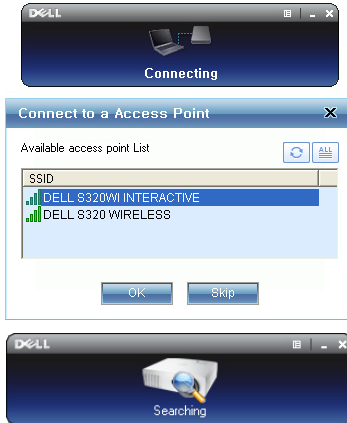 DELL
Connecting
Connect to a Access Point
Available access point List
ALL
SSID
DELL S320WI INTERACTIVE
DELL S320 WIRELESS
OK
Skip
DELL
Searching